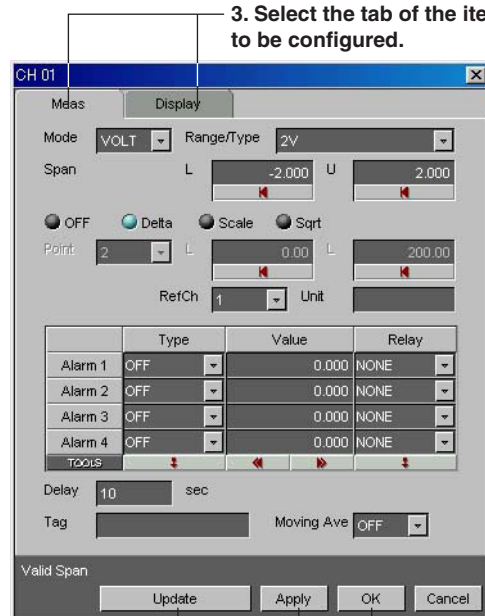 3. Select the tab of the ite
to be configured.
CH 01
Meas Display
Mode VOLT Range/Type 2V
Span L -2.000 U 2.000
OFF Delta Scale Sqrt
Point 2 L 0.00 L 200.00
RefCh 1 Unit
Type Value Relay
Alarm 1 OFF 0.000 NONE
Alarm 2 OFF 0.000 NONE
Alarm 3 OFF 0.000 NONE
Alarm 4 OFF 0.000 NONE
TOOLS
Delay 10 sec
Tag Moving Ave OFF
Valid Span
Update Apply OK Cancel